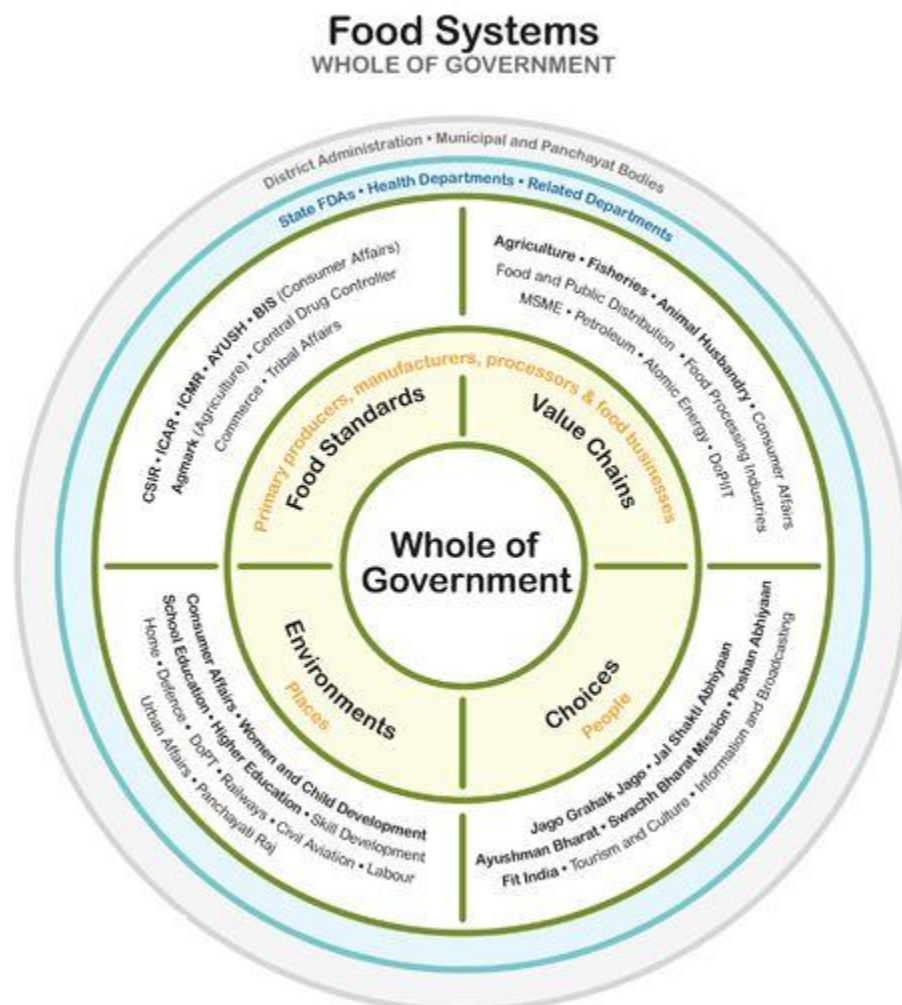 Food Systems
WHOLE OF GOVERNMENT
District Administration • Municipal and Panchayat Bodies
State FDAs • Health Departments • Related Departments
CSIR • ICAR • ICMR • AYUSH • BIS (Consumer Affairs)
Agmark (Agriculture) • Central Drug Controller
Commerce • Tribal Affairs
Agriculture • Fisheries • Animal Husbandry • Consumer Affairs
Food and Public Distribution • Food Processing Industries
MSME • Petroleum • Atomic Energy • DoPIIT
Primary producers, manufacturers, processors & food businesses
Food Standards
Value Chains
Whole of
Government
Environments
Places
Choices
People
Consumer Affairs • Women and Child Development
School Education • Higher Education • Skill Development
Home • Defence • DoPT • Railways • Civil Aviation • Labour
Urban Affairs • Panchayati Raj
Jago Grahak Jago • Jal Shakti Abhiyaan
Ayushman Bharat • Swachh Bharat Mission • Poshan Abhiyaan
Fit India • Tourism and Culture • Information and Broadcasting